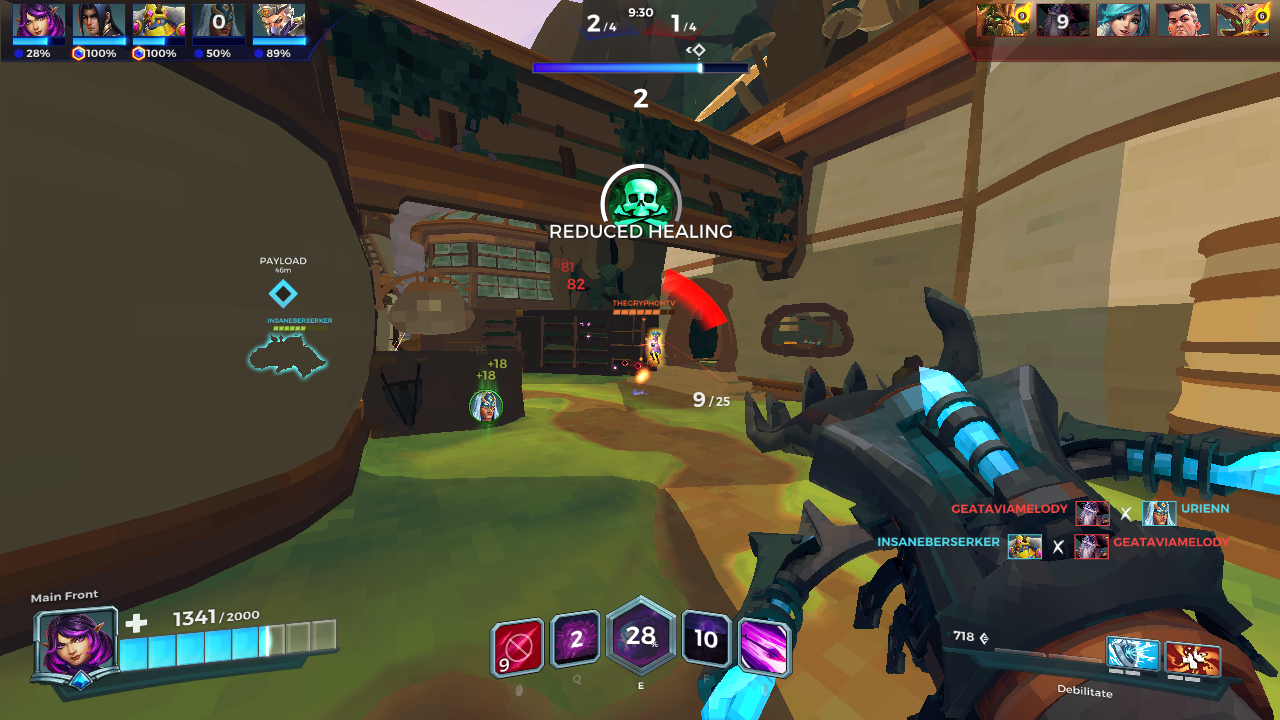 28%
100%
100%
0
50%
89%
2/4
9:30
1/4
6
9
6
2
REDUCED HEALING
PAYLOAD
46m
INSANEBERSERKER
81
82
THEGRYPHONTV
+18
+18
+18
9/25
GEATAVIAMELODY X URIENN
INSANEBERSERKER X GEATAVIAMELODY
Main Front
1341/2000
9
2
Q
28%
E
10
F
718
Debilitate